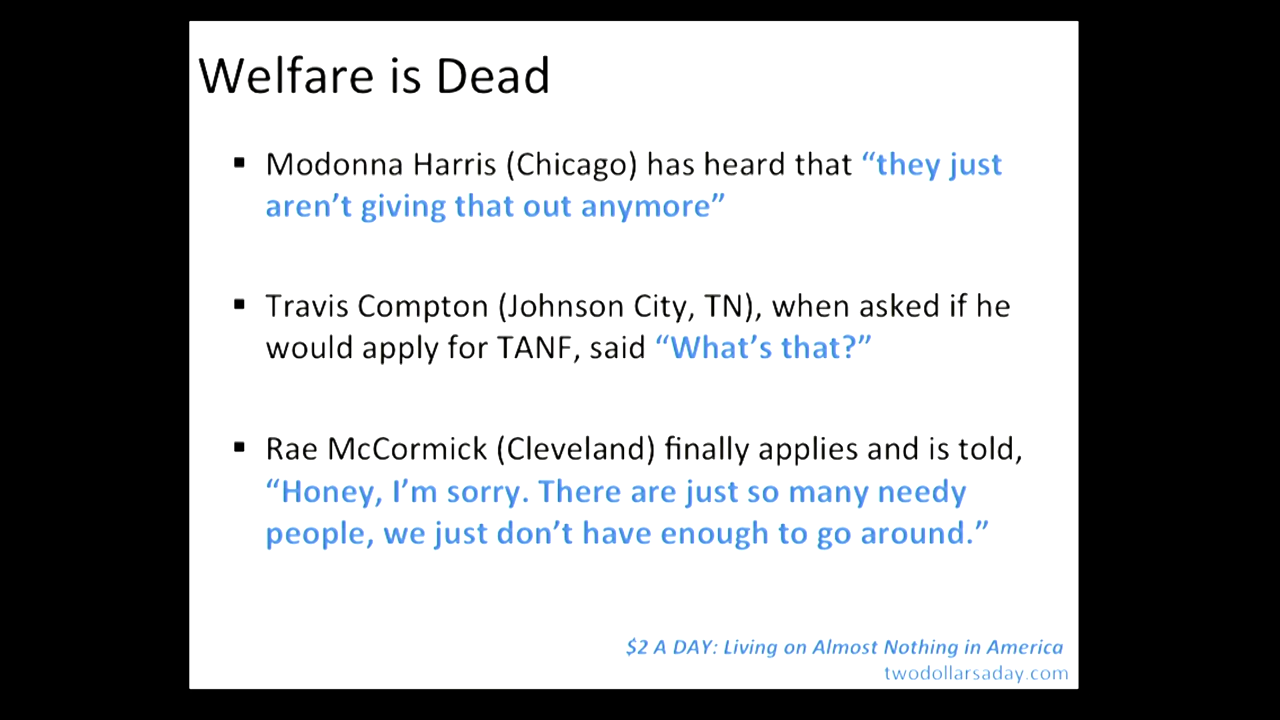 Welfare is Dead
▪ Modonna Harris (Chicago) has heard that “they just
aren’t giving that out anymore”
▪ Travis Compton (Johnson City, TN), when asked if he
would apply for TANF, said “What’s that?”
▪ Rae McCormick (Cleveland) finally applies and is told,
“Honey, I’m sorry. There are just so many needy
people, we just don’t have enough to go around.”
$2 A DAY: Living on Almost Nothing in America
twodollarsaday.com